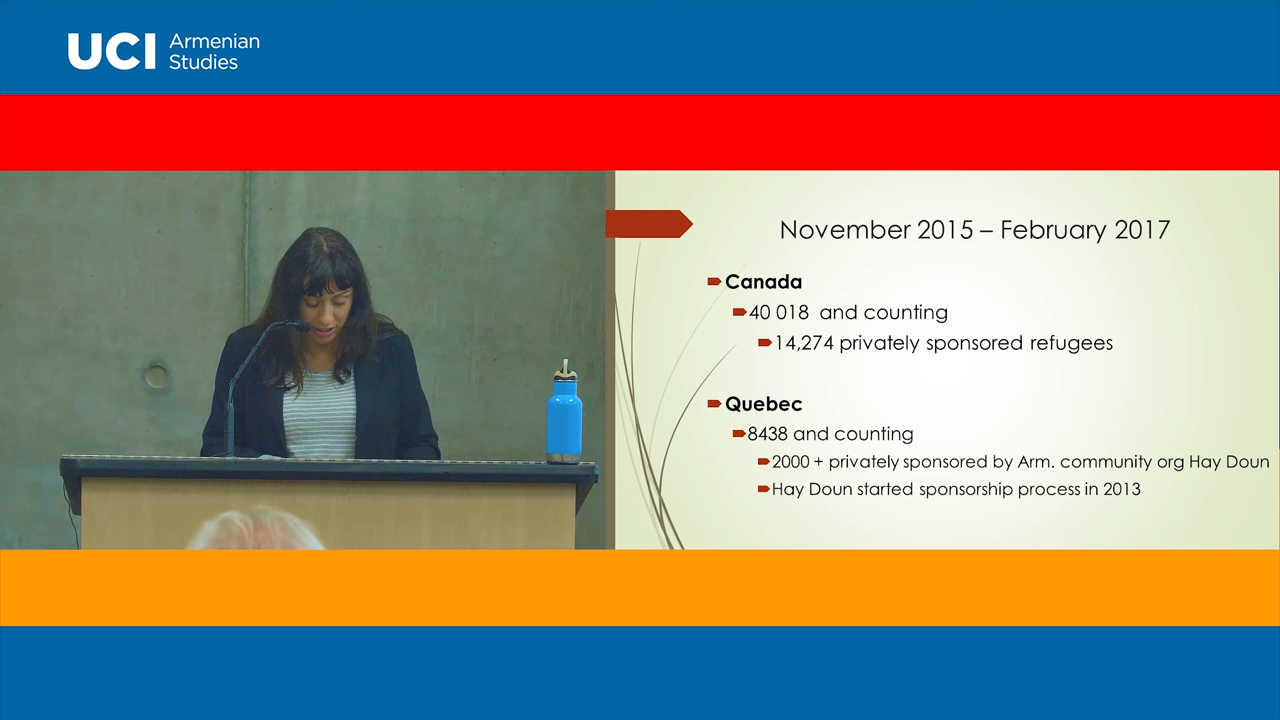 UCI Armenian
Studies
November 2015 – February 2017
Canada
40 018 and counting
14,274 privately sponsored refugees
Quebec
8438 and counting
2000 + privately sponsored by Arm. community org Hay Doun
Hay Doun started sponsorship process in 2013